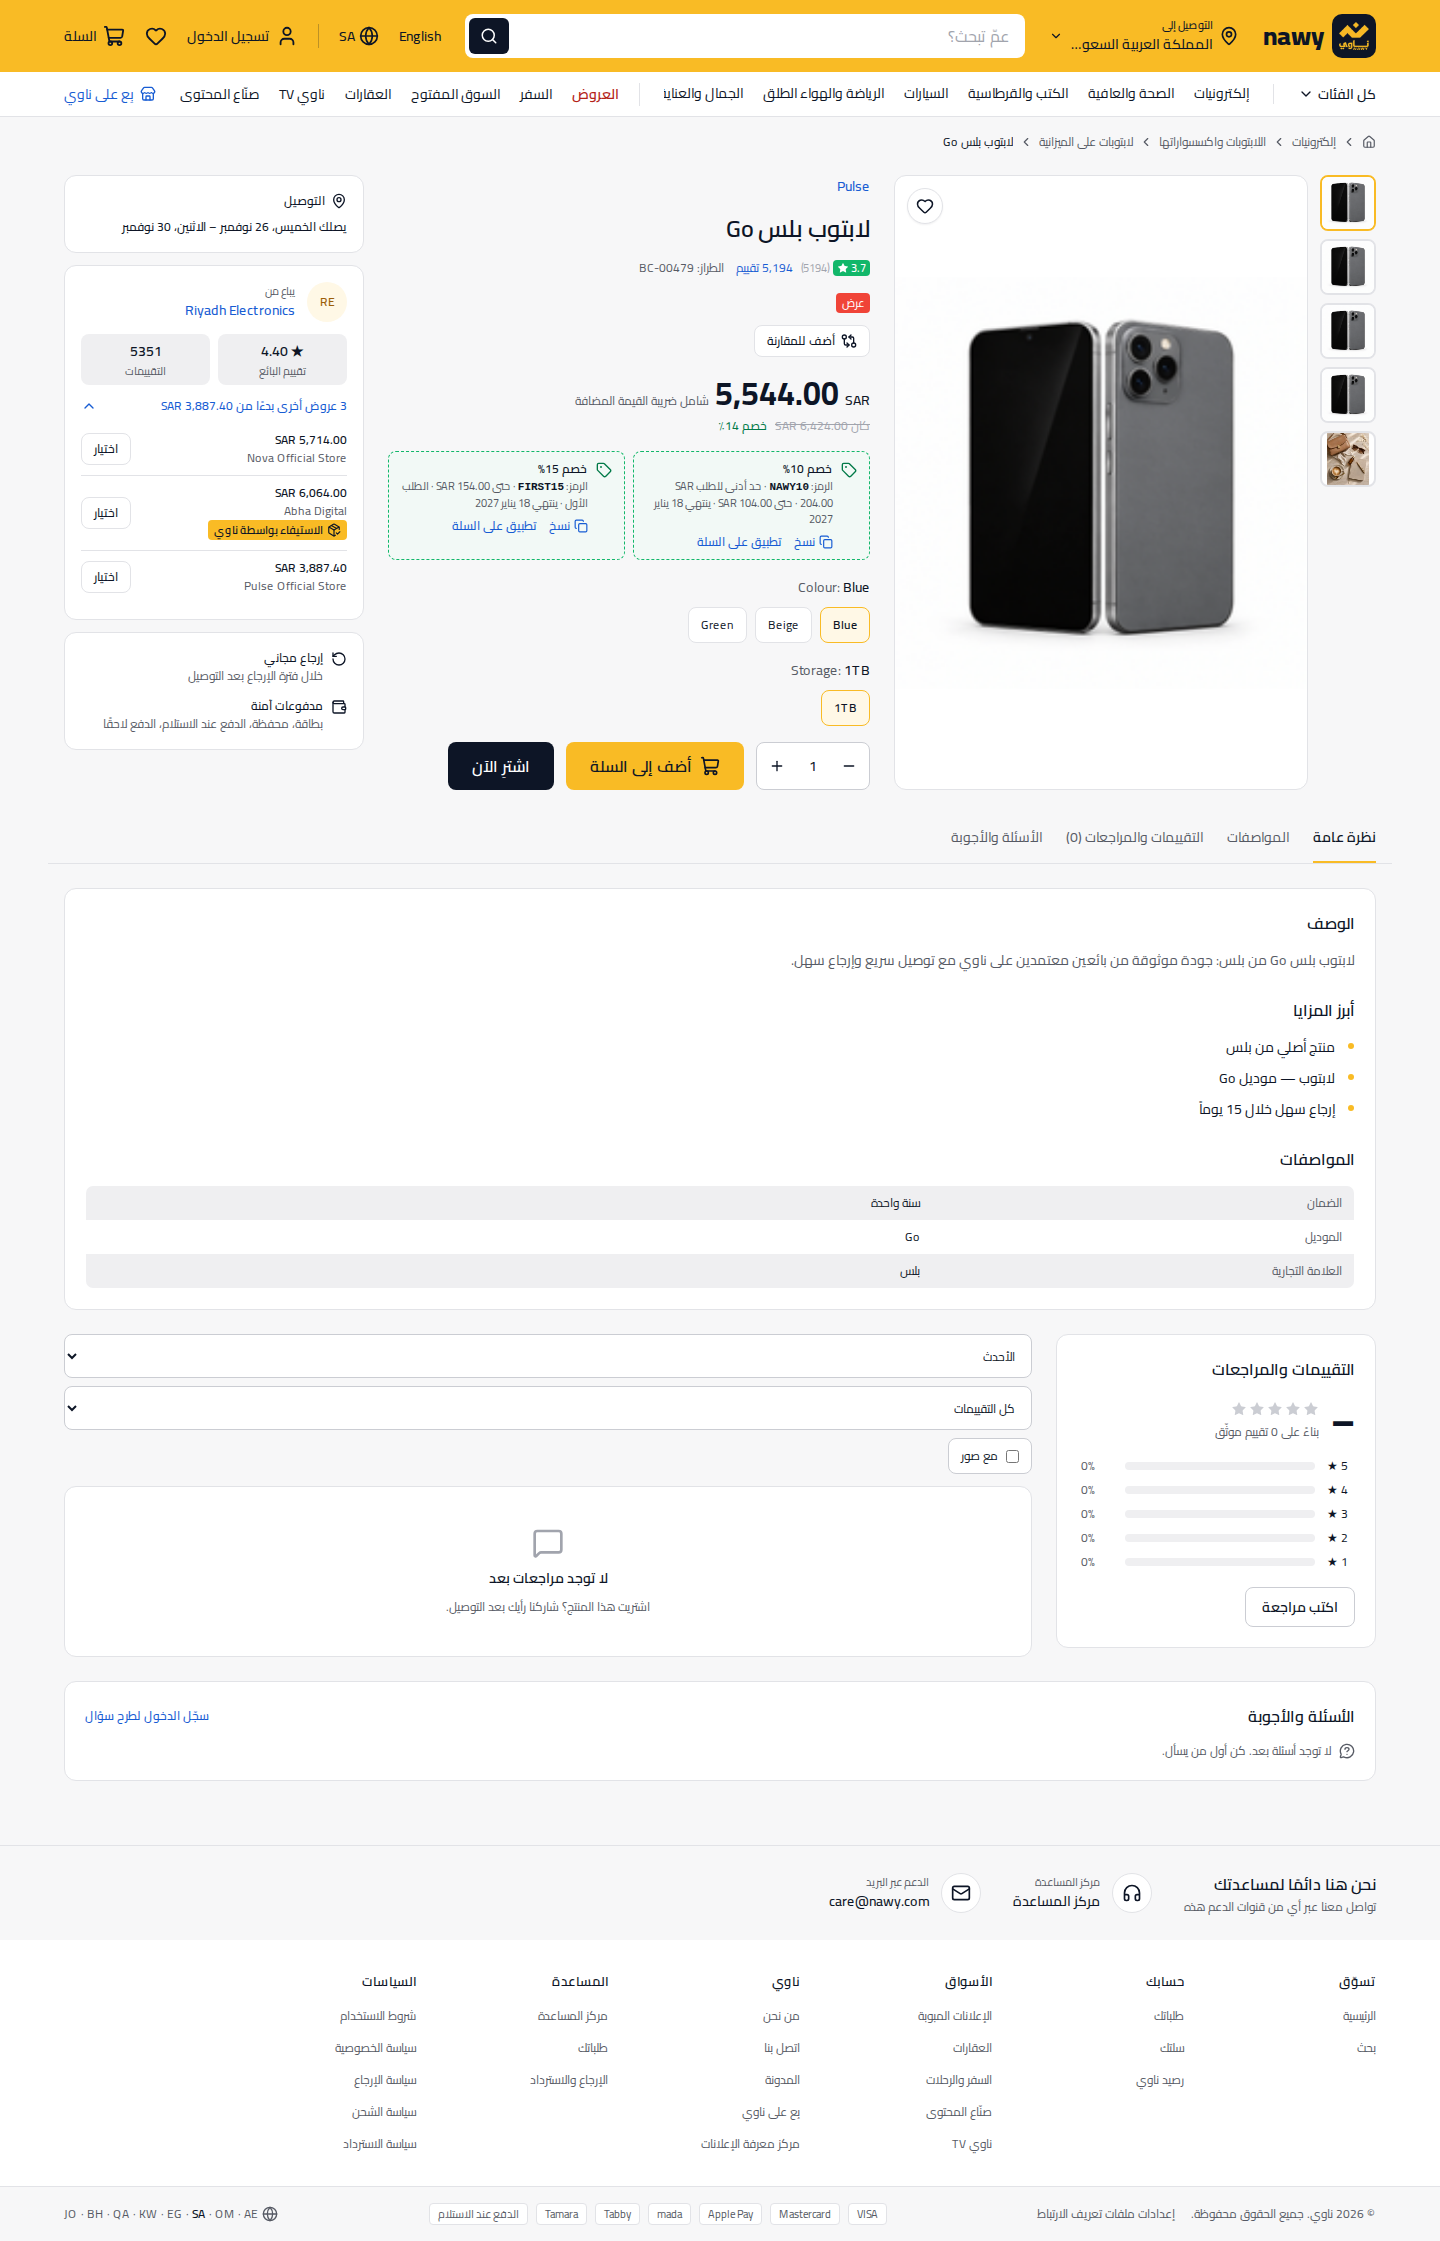 ناوي
NAWY
nawy
التوصيل إلى
المملكة العربية السعو...
عمّ تبحث؟
English
SA
تسجيل الدخول
السلة
كل الفئات
إلكترونيات
الصحة والعافية
الكتب والقرطاسية
السيارات
الرياضة والهواء الطلق
الجمال والعناية
العروض
السفر
السوق المفتوح
العقارات
ناوي TV
صنّاع المحتوى
بع على ناوي
إلكترونيات
اللابتوبات واكسسواراتها
لابتوبات على الميزانية
لابتوب بلس Go
Pulse
لابتوب بلس Go
3.7 ★ (5194) 5,194 تقييم الطراز: BC-00479
عرض
أضف للمقارنة
SAR 5,544.00 شامل ضريبة القيمة المضافة
كان SAR 6,424.00 خصم 14٪
خصم 10%
الرمز: NAWY10 · حد أدنى للطلب SAR
204.00 · حتى SAR 104.00 · ينتهي 18 يناير
2027
نسخ تطبيق على السلة
خصم 15%
الرمز: FIRST15 · حتى SAR 154.00 · الطلب
الأول · ينتهي 18 يناير 2027
نسخ تطبيق على السلة
Colour: Blue
Blue
Beige
Green
Storage: 1TB
1TB
− 1 +
أضف إلى السلة
اشترِ الآن
التوصيل
يصلك الخميس، 26 نوفمبر – الاثنين، 30 نوفمبر
RE
يباع من
Riyadh Electronics
★ 4.40
تقييم البائع
5351
التقييمات
3 عروض أخرى بدءًا من SAR 3,887.40
SAR 5,714.00
Nova Official Store
اختيار
SAR 6,064.00
Abha Digital
الاستيفاء بواسطة ناوي
اختيار
SAR 3,887.40
Pulse Official Store
اختيار
إرجاع مجاني
خلال فترة الإرجاع بعد التوصيل
مدفوعات آمنة
بطاقة، محفظة، الدفع عند الاستلام، الدفع لاحقًا
نظرة عامة
المواصفات
التقييمات والمراجعات (0)
الأسئلة والأجوبة
الوصف
لابتوب بلس Go من بلس: جودة موثوقة من بائعين معتمدين على ناوي مع توصيل سريع وإرجاع سهل.
أبرز المزايا
منتج أصلي من بلس
لابتوب — موديل Go
إرجاع سهل خلال 15 يوماً
المواصفات
الضمان سنة واحدة
الموديل Go
العلامة التجارية بلس
التقييمات والمراجعات
–
★★★★★
بناءً على 0 تقييم موثّق
5 ★ 0%
4 ★ 0%
3 ★ 0%
2 ★ 0%
1 ★ 0%
اكتب مراجعة
الأحدث
كل التقييمات
مع صور
لا توجد مراجعات بعد
اشتريت هذا المنتج؟ شاركنا رأيك بعد التوصيل.
الأسئلة والأجوبة
سجّل الدخول لطرح سؤال
لا توجد أسئلة بعد. كن أول من يسأل.
نحن هنا دائمًا لمساعدتك
تواصل معنا عبر أي من قنوات الدعم هذه
مركز المساعدة
مركز المساعدة
الدعم عبر البريد
care@nawy.com
تسوّق
الرئيسية
بحث
حسابك
طلباتك
سلتك
رصيد ناوي
الأسواق
الإعلانات المبوبة
العقارات
السفر والرحلات
صنّاع المحتوى
ناوي TV
ناوي
من نحن
اتصل بنا
المدونة
بع على ناوي
مركز معرفة الإعلانات
المساعدة
مركز المساعدة
طلباتك
الإرجاع والاسترداد
السياسات
شروط الاستخدام
سياسة الخصوصية
سياسة الإرجاع
سياسة الشحن
سياسة الاسترداد
© 2026 ناوي. جميع الحقوق محفوظة.
إعدادات ملفات تعريف الارتباط
VISA
Mastercard
Apple Pay
mada
Tabby
Tamara
الدفع عند الاستلام
JO · BH · QA · KW · EG · SA · OM · AE